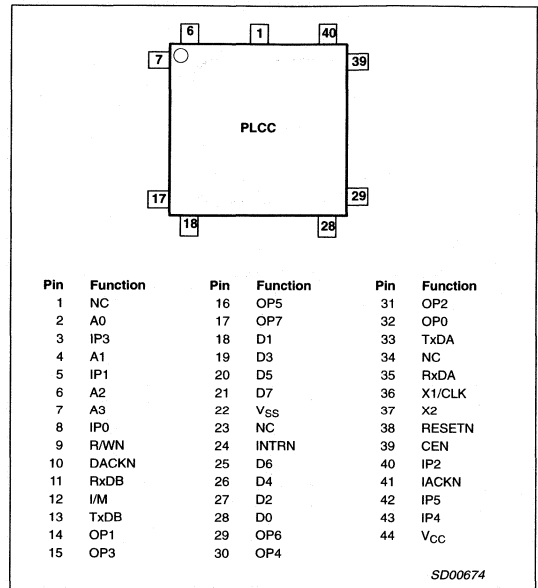 6 1 40
7 39
PLCC
17 29
18 28
Pin Function Pin Function Pin Function
1 NC 16 OP5 31 OP2
2 A0 17 OP7 32 OP0
3 IP3 18 D1 33 TxDA
4 A1 19 D3 34 NC
5 IP1 20 D5 35 RxDA
6 A2 21 D7 36 X1/CLK
7 A3 22 VSS 37 X2
8 IP0 23 NC 38 RESETN
9 R/WN 24 INTRN 39 CEN
10 DACKN 25 D6 40 IP2
11 RxDB 26 D4 41 IACKN
12 I/M 27 D2 42 IP5
13 TxDB 28 D0 43 IP4
14 OP1 29 OP6 44 VCC
15 OP3 30 OP4
SD00674